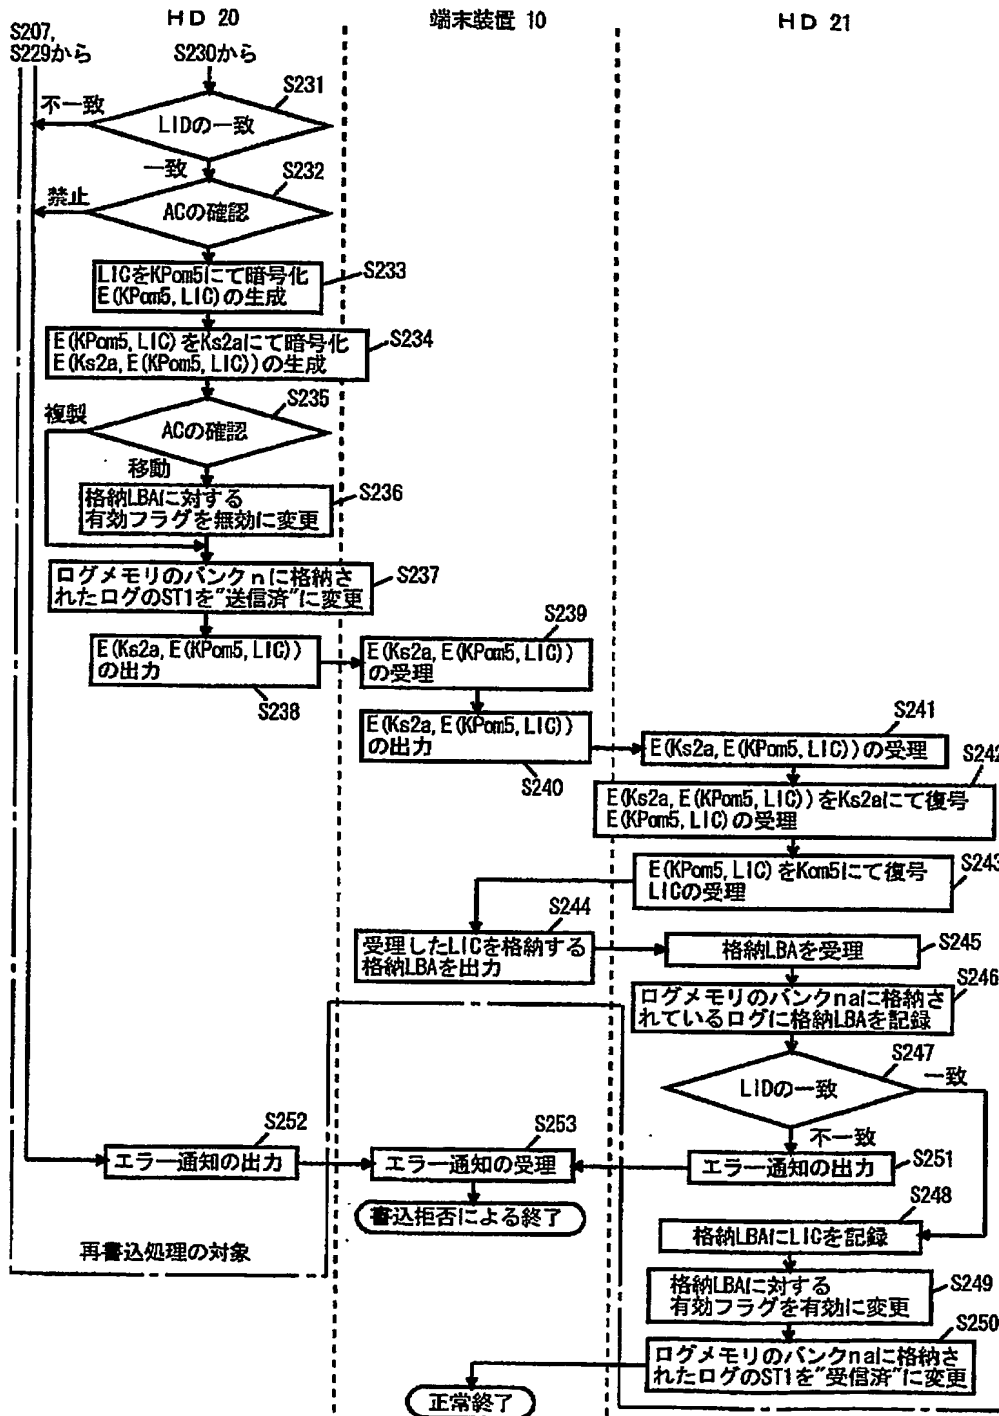 HD 20
端末装置 10
HD 21
S207,
S229から
S230から
S231
不一致
LIDの一致
一致
S232
禁止
ACの確認
S233
LICをKPom5にて暗号化
E(KPom5, LIC)の生成
S234
E(KPom5, LIC)をKs2aにて暗号化
E(Ks2a, E(KPom5, LIC))の生成
S235
複製
ACの確認
移動
S236
格納LBAに対する
有効フラグを無効に変更
S237
ログメモリのバンクnに格納さ
れたログのST1を"送信済"に変更
S239
E(Ks2a, E(KPom5, LIC))
の出力
S238
E(Ks2a, E(KPom5, LIC))
の受理
E(Ks2a, E(KPom5, LIC))
の出力
S240
S241
E(Ks2a, E(KPom5, LIC))の受理
S242
E(Ks2a, E(KPom5, LIC))をKs2aにて復号
E(KPom5, LIC)の受理
S243
E(KPom5, LIC)をKom5にて復号
LICの受理
S244
受理したLICを格納する
格納LBAを出力
S245
格納LBAを受理
S246
ログメモリのバンクnaに格納さ
れているログに格納LBAを記録
S247
LIDの一致
一致
不一致
S252
エラー通知の出力
S253
エラー通知の受理
エラー通知の出力
S251
書込拒否による終了
S248
格納LBAにLICを記録
再書込処理の対象
S249
格納LBAに対する
有効フラグを有効に変更
S250
ログメモリのバンクnaに格納さ
れたログのST1を"受信済"に変更
正常終了